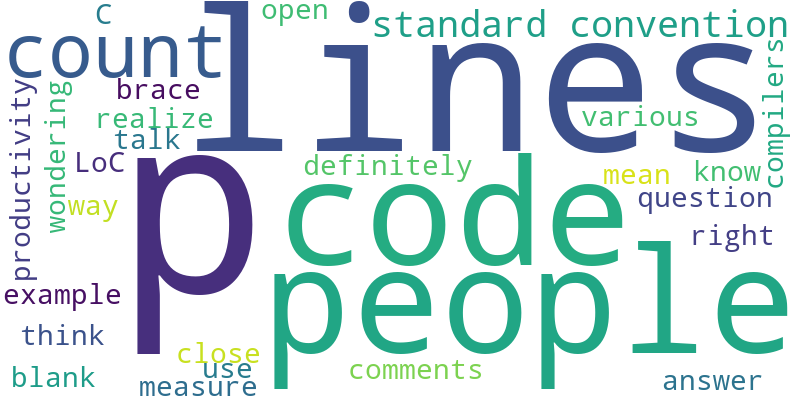 C
open
standard convention
count
lines
compilers
productivity
wondering
brace
realize
talk
various
LoC
p
definitely
code
mean
know
way
question
right
people
example
think
close
use
comments
blank
measure
answer